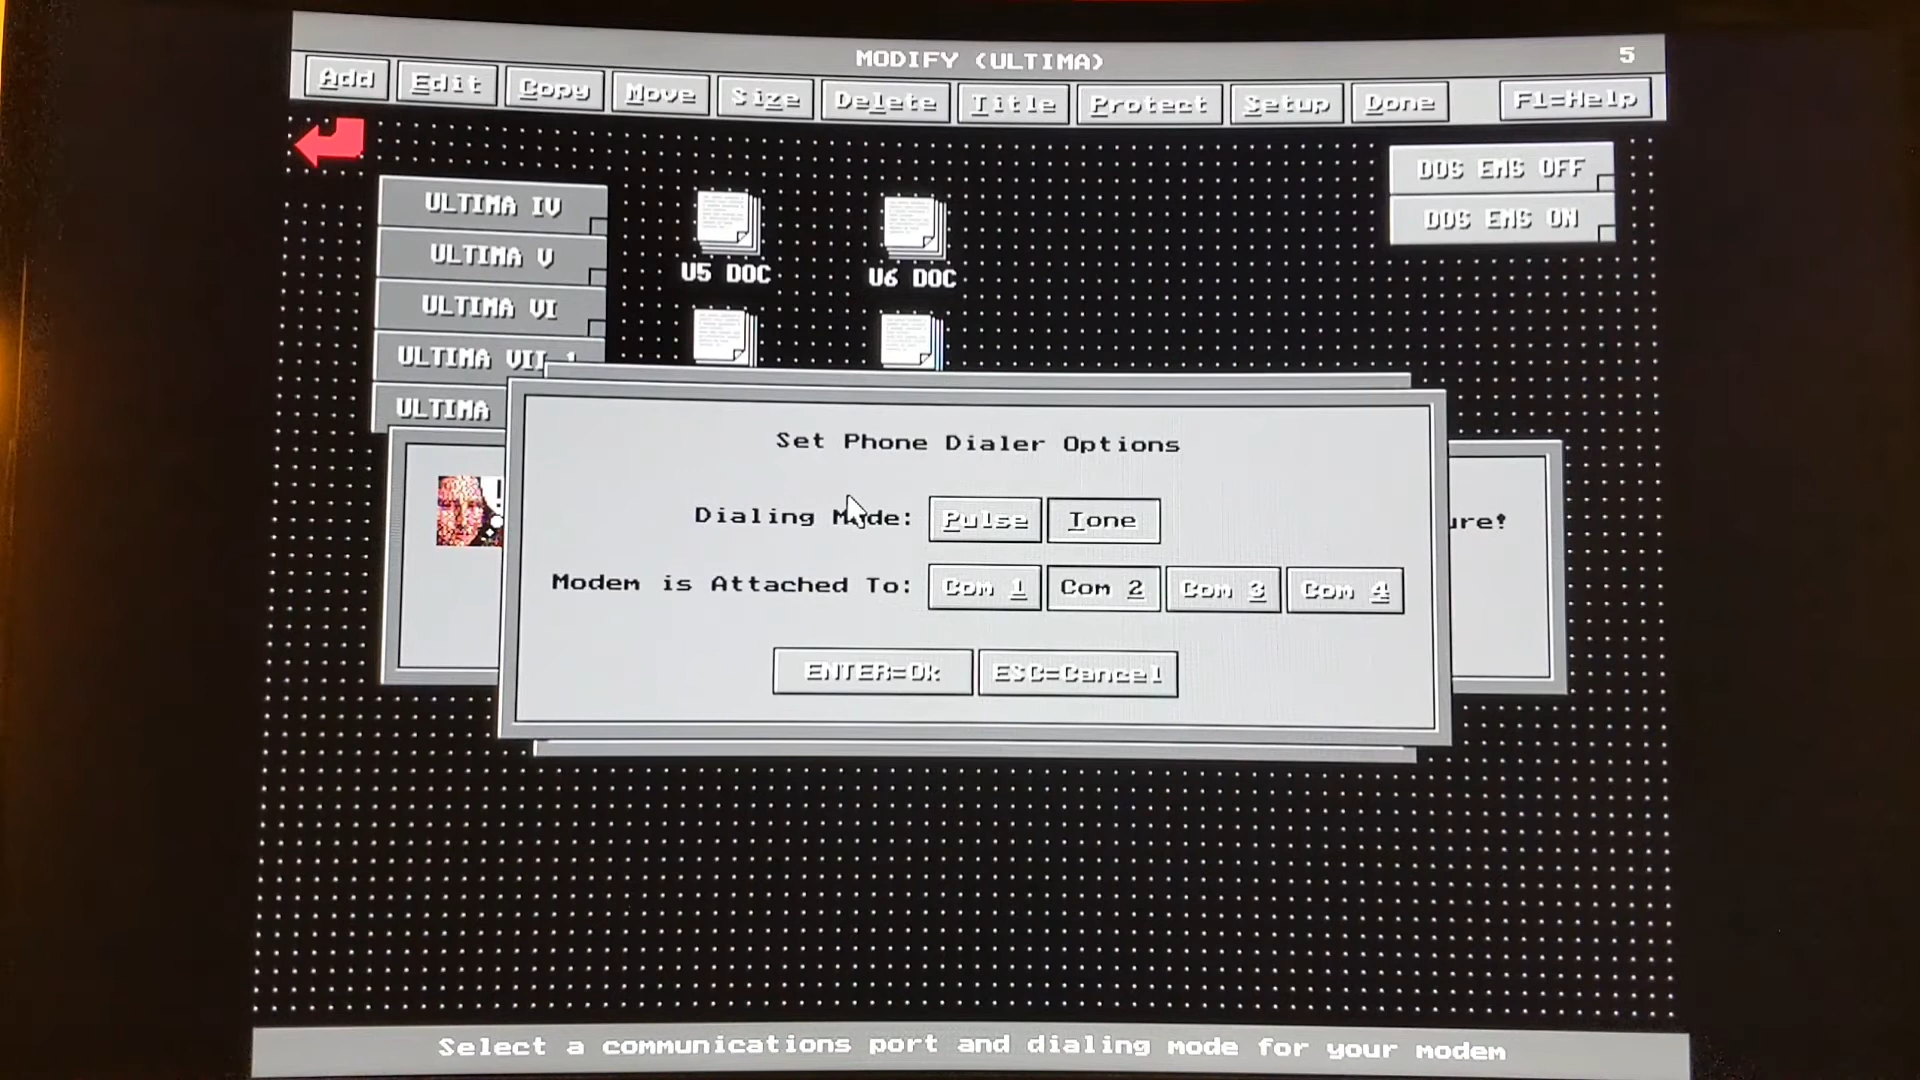 MODIFY (ULTIMA) 5
Add Edit Copy Move Size Delete Title Protect Setup Done F1=Help
DOS EMS OFF
DOS EMS ON
ULTIMA IV
ULTIMA V
ULTIMA VI
ULTIMA VII
ULTIMA
U5 DOC U6 DOC
Set Phone Dialer Options
Dialing Mode: Pulse Tone
Modem is Attached To: Com 1 Com 2 Com 3 Com 4
ENTER=Ok ESC=Cancel
ure!
Select a communications port and dialing mode for your modem